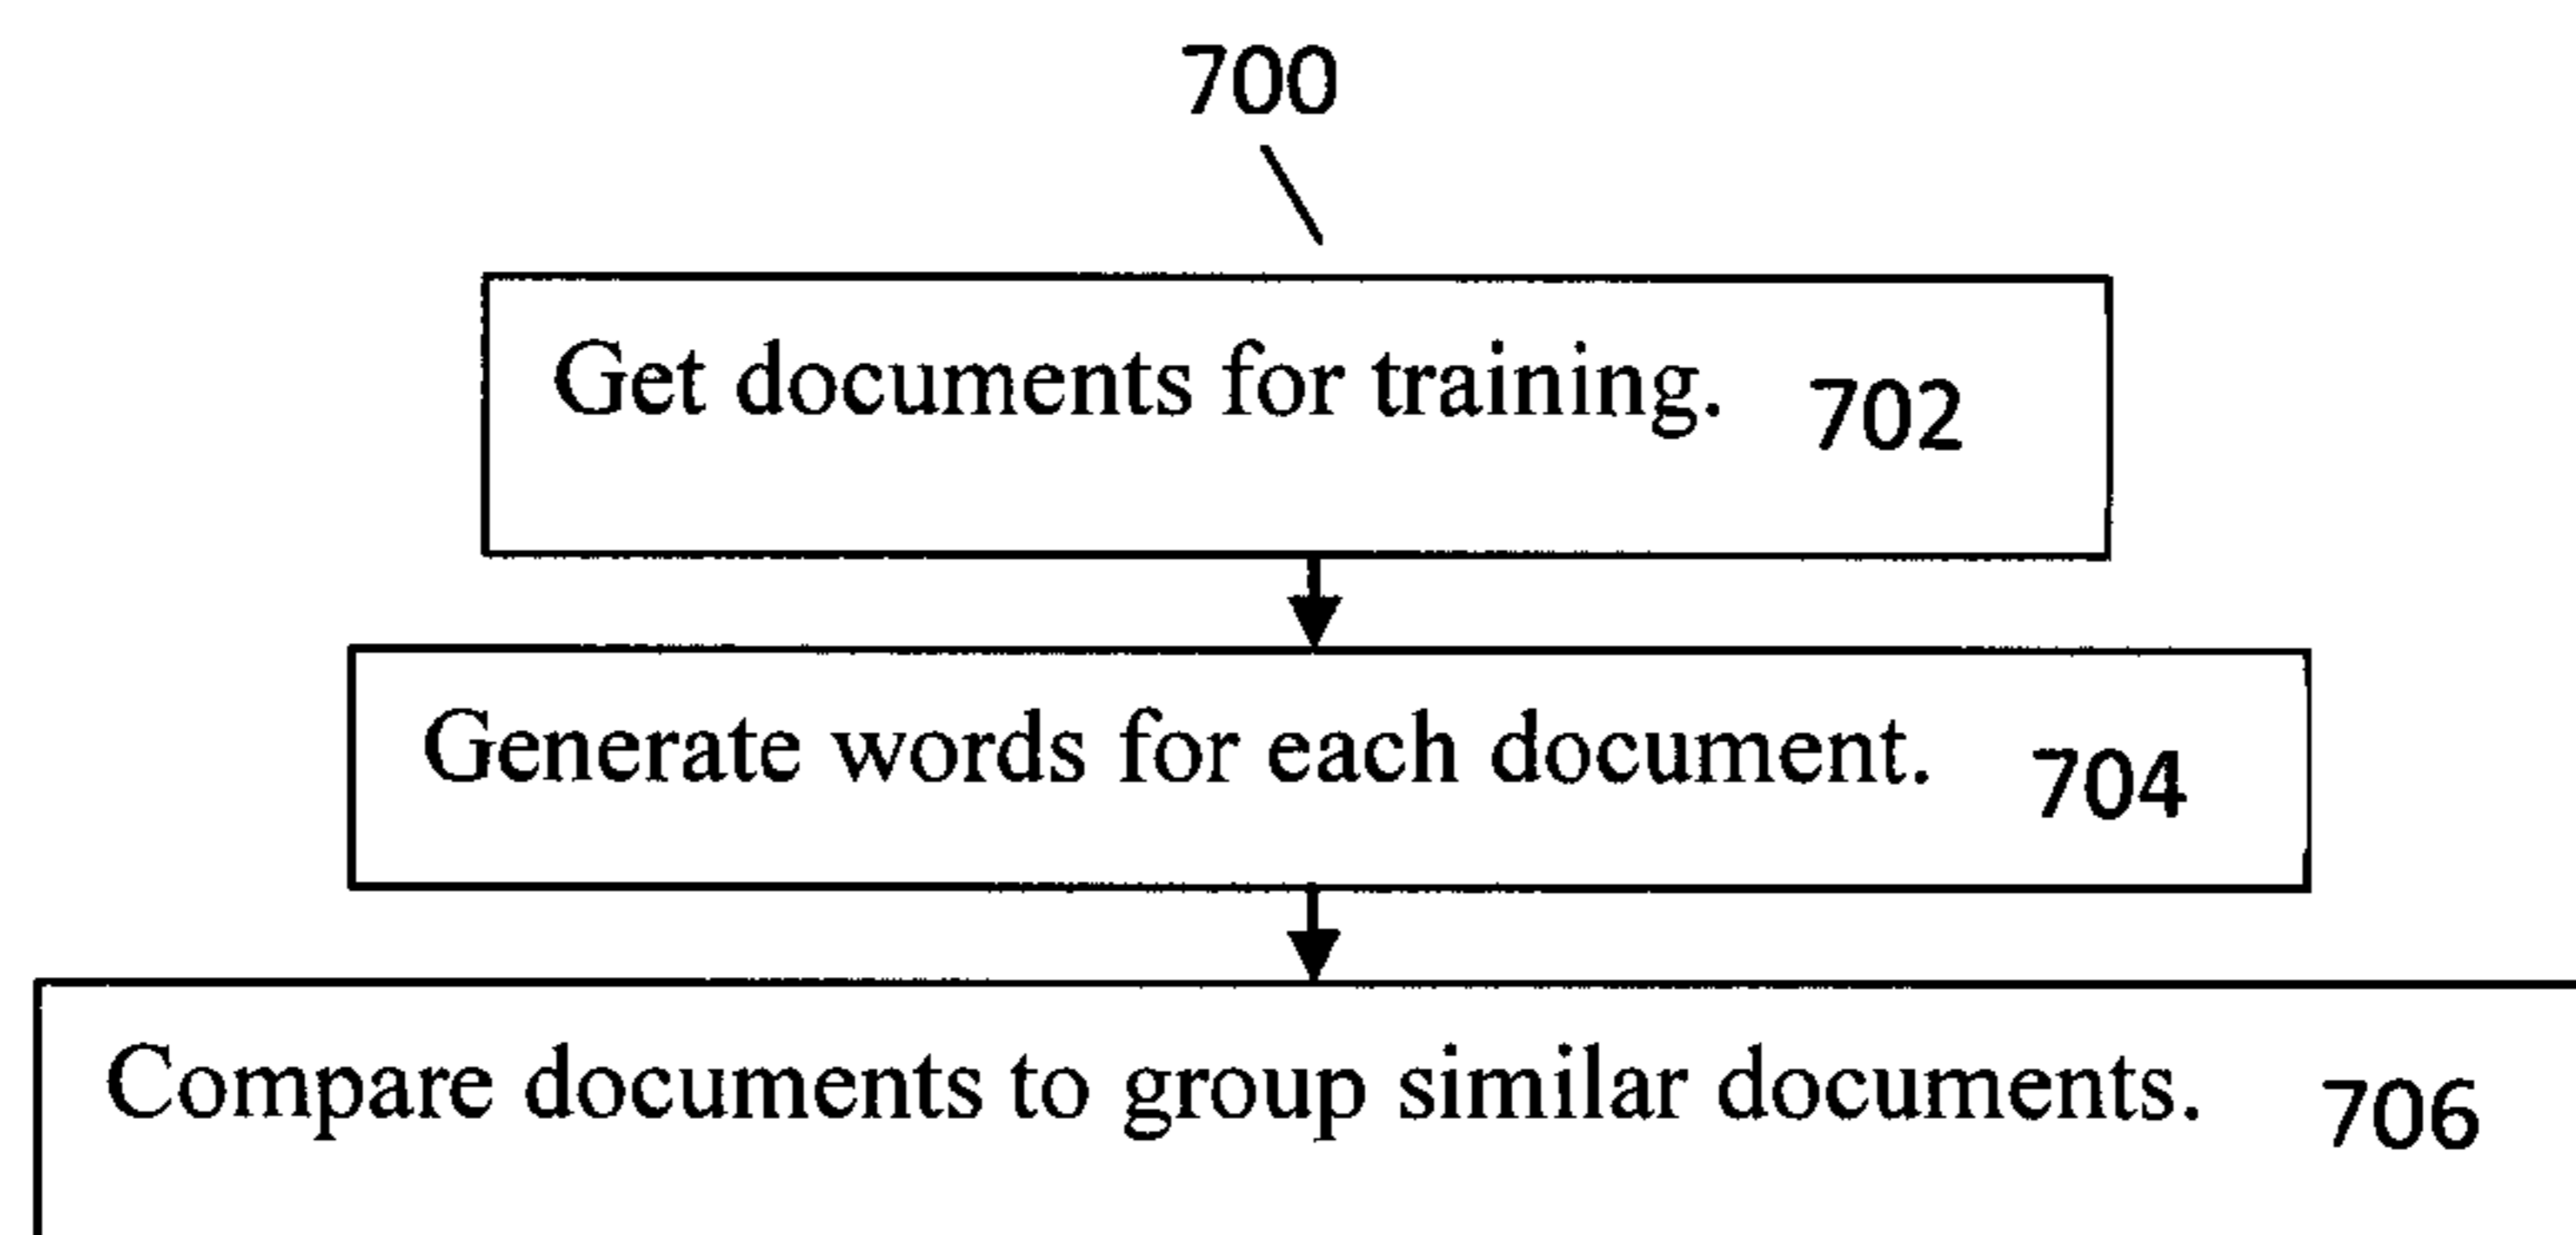 700
Get documents for training. 702
Generate words for each document. 704
Compare documents to group similar documents. 706